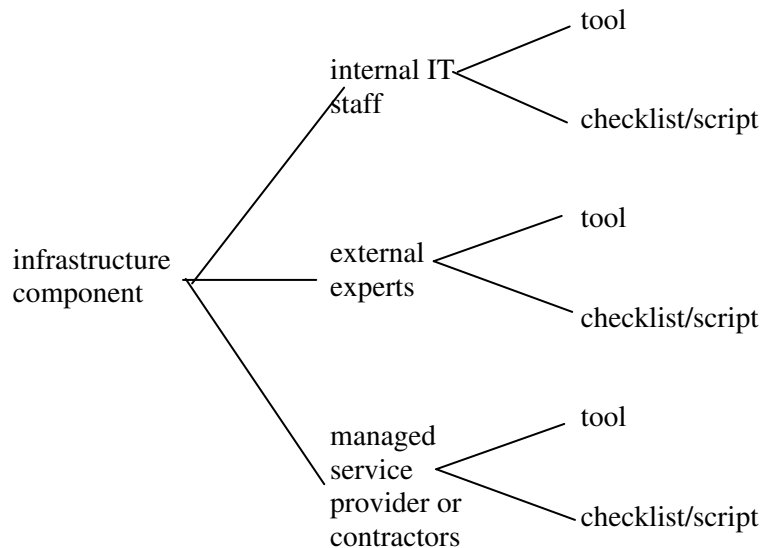 tool
internal IT
staff
checklist/script
tool
external
experts
infrastructure
component
checklist/script
tool
managed
service
provider or
contractors
checklist/script